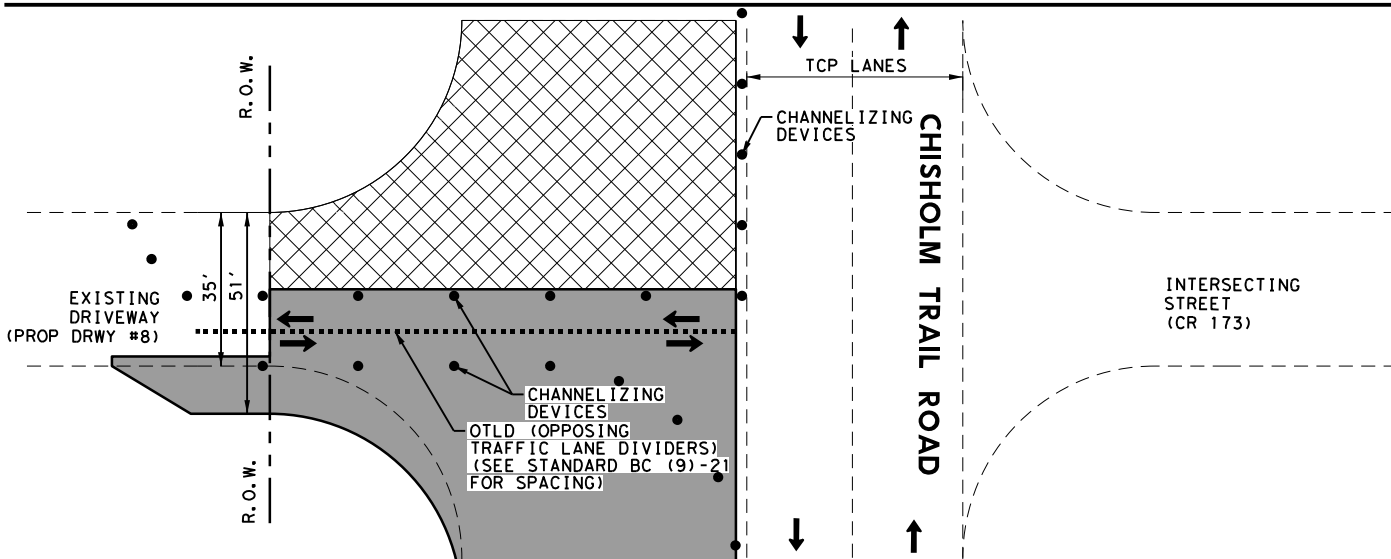 R.O.W.
TCP LANES
CHANNELIZING
DEVICES
CHISHOLM TRAIL ROAD
35'
51'
EXISTING
DRIVEWAY
(PROP DRWY #8)
INTERSECTING
STREET
(CR 173)
CHANNELIZING
DEVICES
OTLD (OPPOSING
TRAFFIC LANE DIVIDERS)
(SEE STANDARD BC (9)-21
FOR SPACING)
R.O.W.